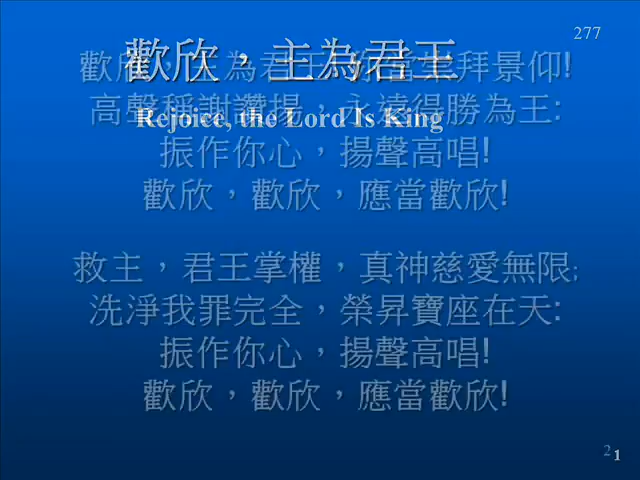 277
歡欣，主為君王
Rejoice, the Lord Is King
高聲稱謝讚揚，永遠得勝為王:
振作你心，揚聲高唱!
歡欣，歡欣，應當歡欣!
救主，君王掌權，真神慈愛無限;
洗淨我罪完全，榮昇寶座在天:
振作你心，揚聲高唱!
歡欣，歡欣，應當歡欣!
2
1